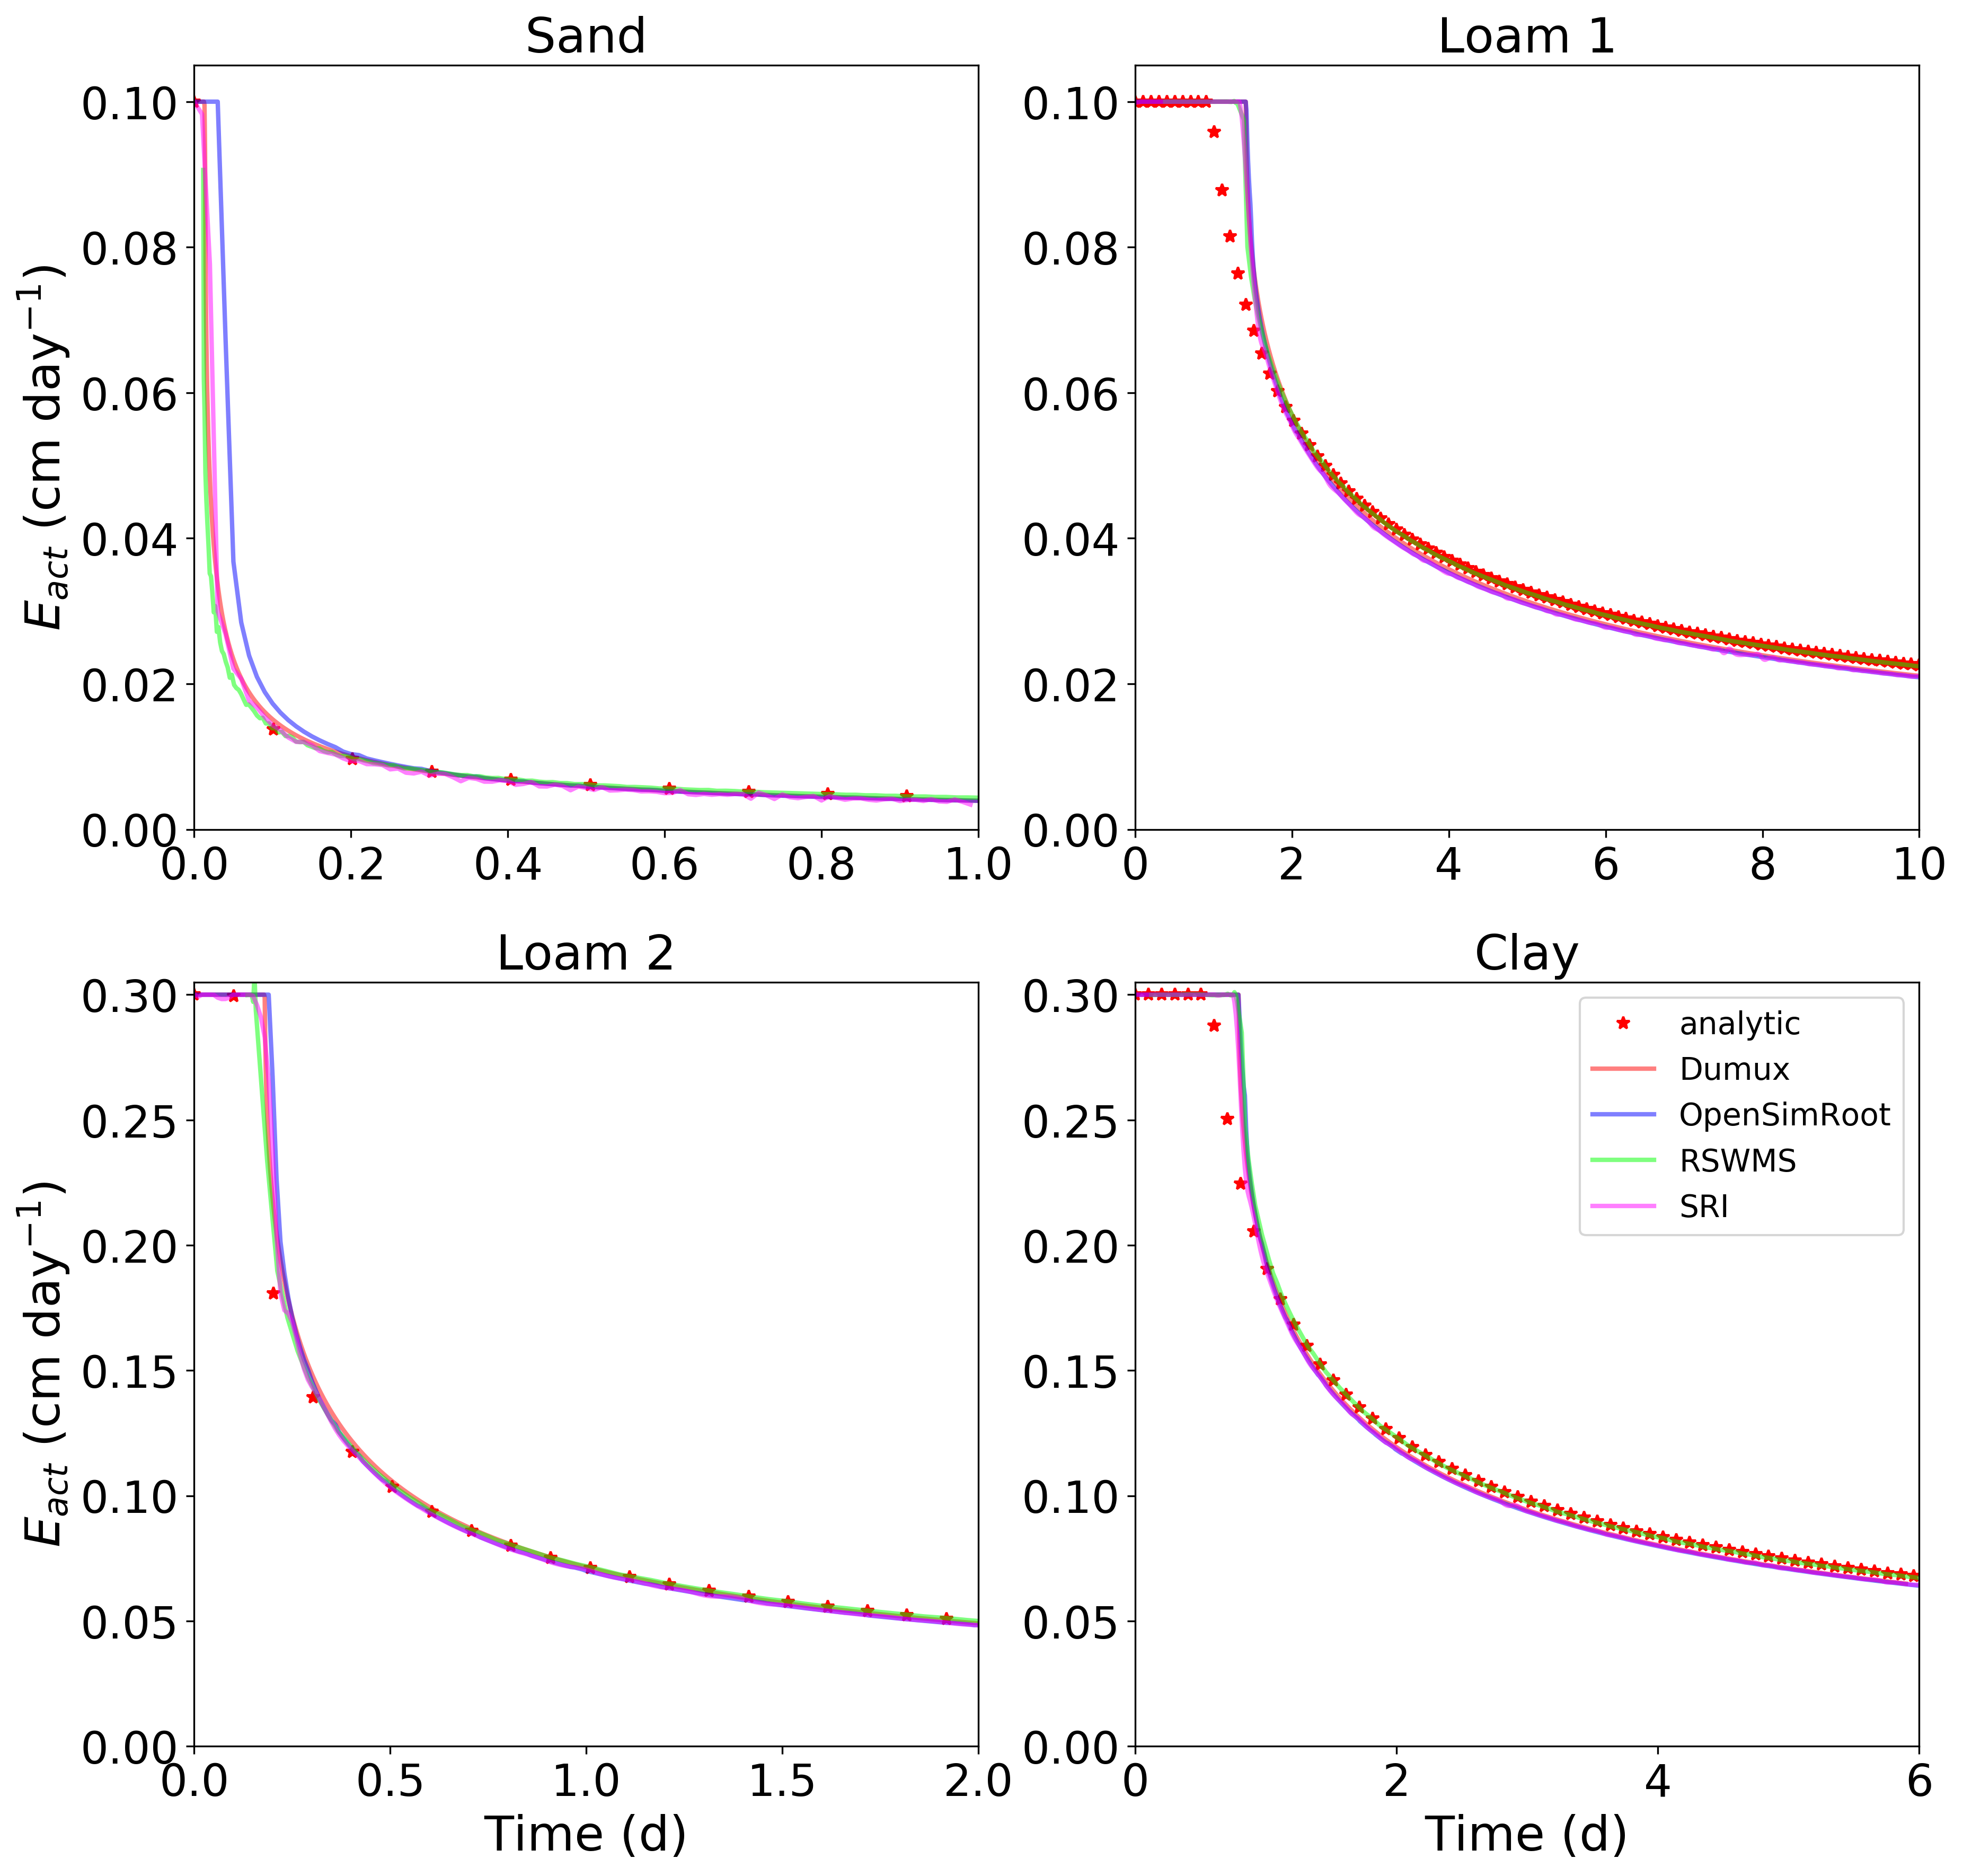 Sand
0.10
0.08
0.06
0.04
0.02
0.00
E_act (cm day⁻¹)
0.0 0.2 0.4 0.6 0.8 1.0
Loam 1
0.10
0.08
0.06
0.04
0.02
0.00
0 2 4 6 8 10
Loam 2
0.30
0.25
0.20
0.15
0.10
0.05
0.00
E_act (cm day⁻¹)
0.0 0.5 1.0 1.5 2.0
Time (d)
Clay
0.30
0.25
0.20
0.15
0.10
0.05
0.00
analytic
Dumux
OpenSimRoot
RSWMS
SRI
0 2 4 6
Time (d)